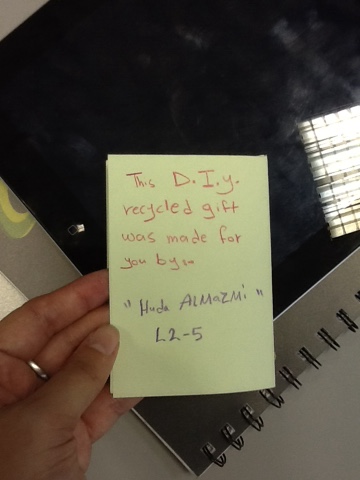 This D.I.y.
recycled gift
was made for
you by...
"Huda ALMaZMi"
L2-5